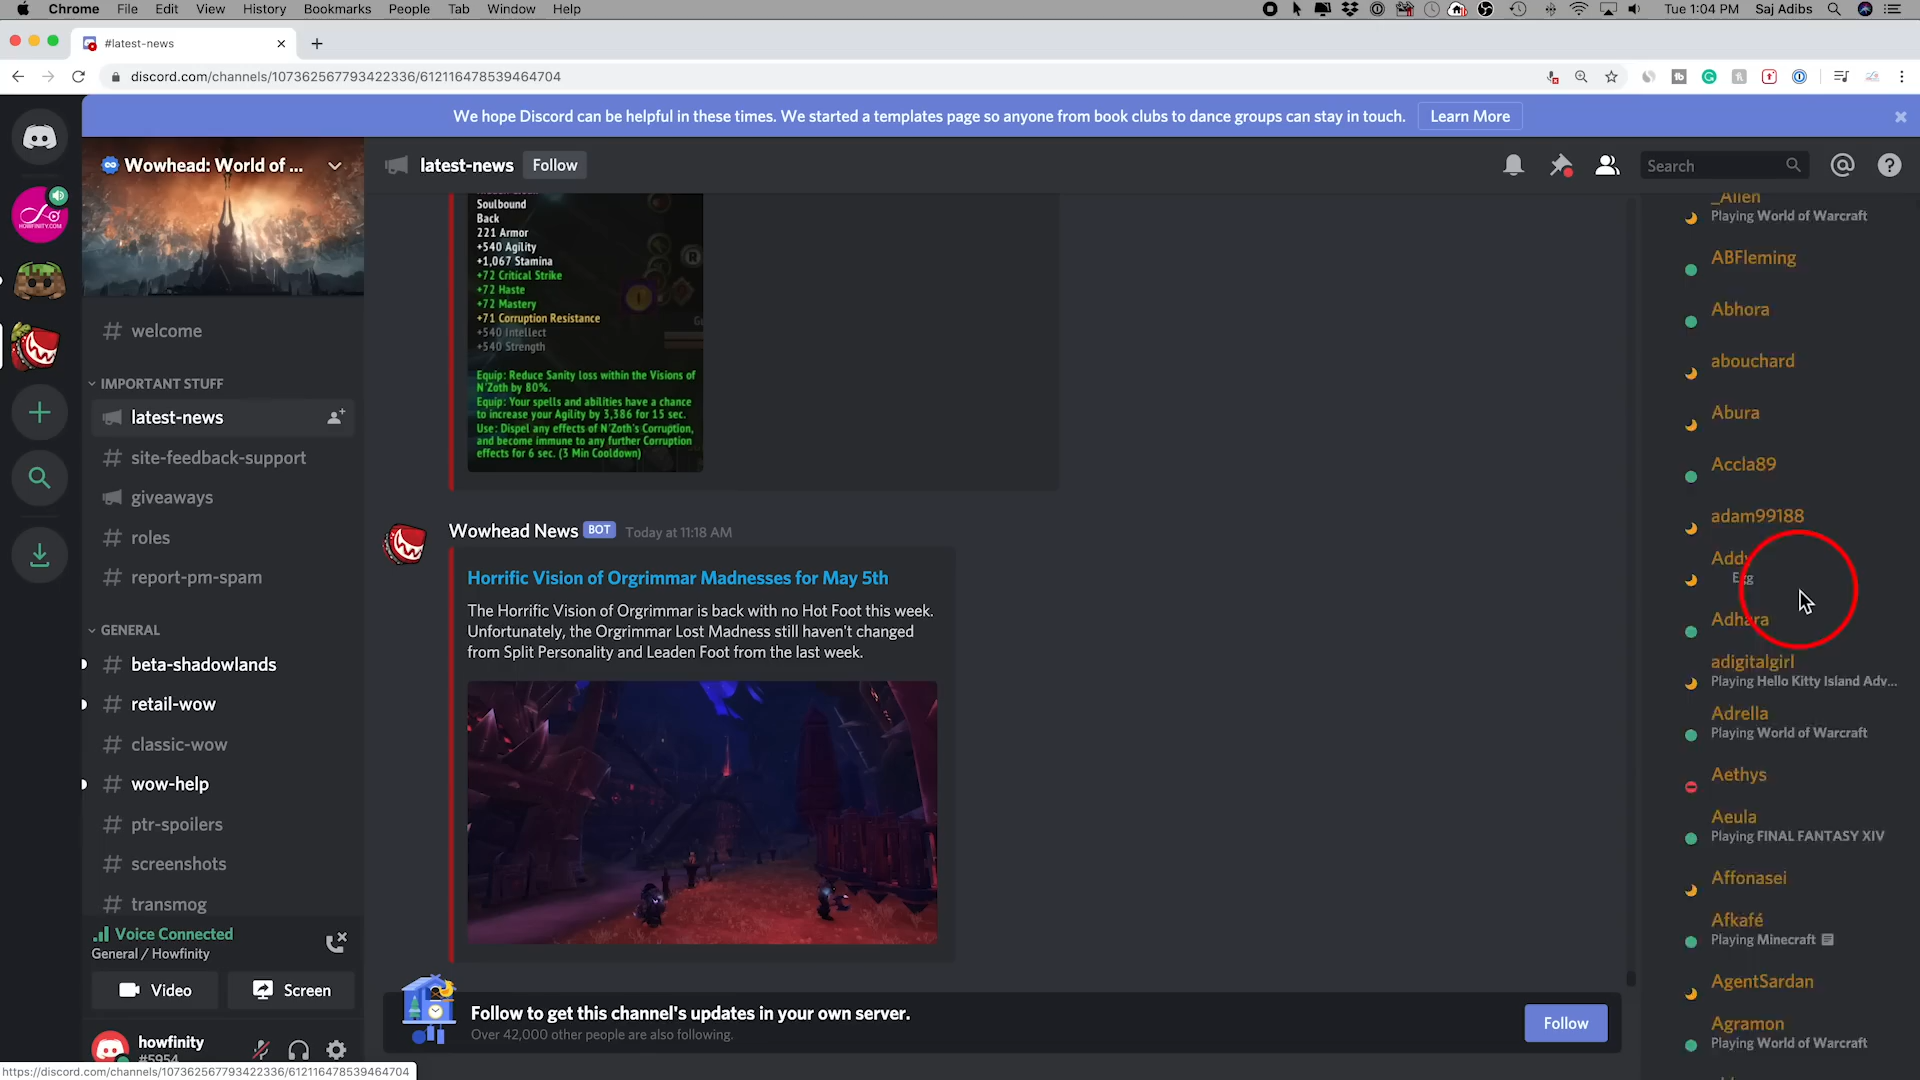 Chrome File Edit View History Bookmarks People Tab Window Help
Tue 1:04 PM Saj Adibs
#latest-news
discord.com/channels/107362567793422336/612116478539464704
We hope Discord can be helpful in these times. We started a templates page so anyone from book clubs to dance groups can stay in touch. Learn More
HOWFINITY.COM
Wowhead: World of ...
latest-news Follow
Search
welcome
IMPORTANT STUFF
latest-news
site-feedback-support
giveaways
roles
report-pm-spam
GENERAL
beta-shadowlands
retail-wow
classic-wow
wow-help
ptr-spoilers
screenshots
transmog
Voice Connected
General / Howfinity
Video Screen
howfinity
#5954
Soulbound
Back
221 Armor
+540 Agility
+1,067 Stamina
+72 Critical Strike
+72 Haste
+72 Mastery
+71 Corruption Resistance
+540 Intellect
+540 Strength
Equip: Reduce Sanity loss within the Visions of
N'Zoth by 80%.
Equip: Your spells and abilities have a
chance to increase your Agility by 3,386 for 15 sec.
Use: Dispel any effects of N'Zoth's Corruption,
and become immune to any further Corruption
effects for 6 sec. (3 Min Cooldown)
Wowhead News BOT Today at 11:18 AM
Horrific Vision of Orgrimmar Madnesses for May 5th
The Horrific Vision of Orgrimmar is back with no Hot Foot this week.
Unfortunately, the Orgrimmar Lost Madness still haven't changed
from Split Personality and Leaden Foot from the last week.
Follow to get this channel's updates in your own server.
Over 42,000 other people are also following.
Follow
_Alien
Playing World of Warcraft
ABFleming
Abhora
abouchard
Abura
Accla89
adam99188
Addy
Egg
Adhara
adigitalgirl
Playing Hello Kitty Island Adv...
Adrella
Playing World of Warcraft
Aethys
Aeula
Playing FINAL FANTASY XIV
Affonasei
Afkafé
Playing Minecraft
AgentSardan
Agramon
Playing World of Warcraft
https://discord.com/channels/107362567793422336/612116478539464704